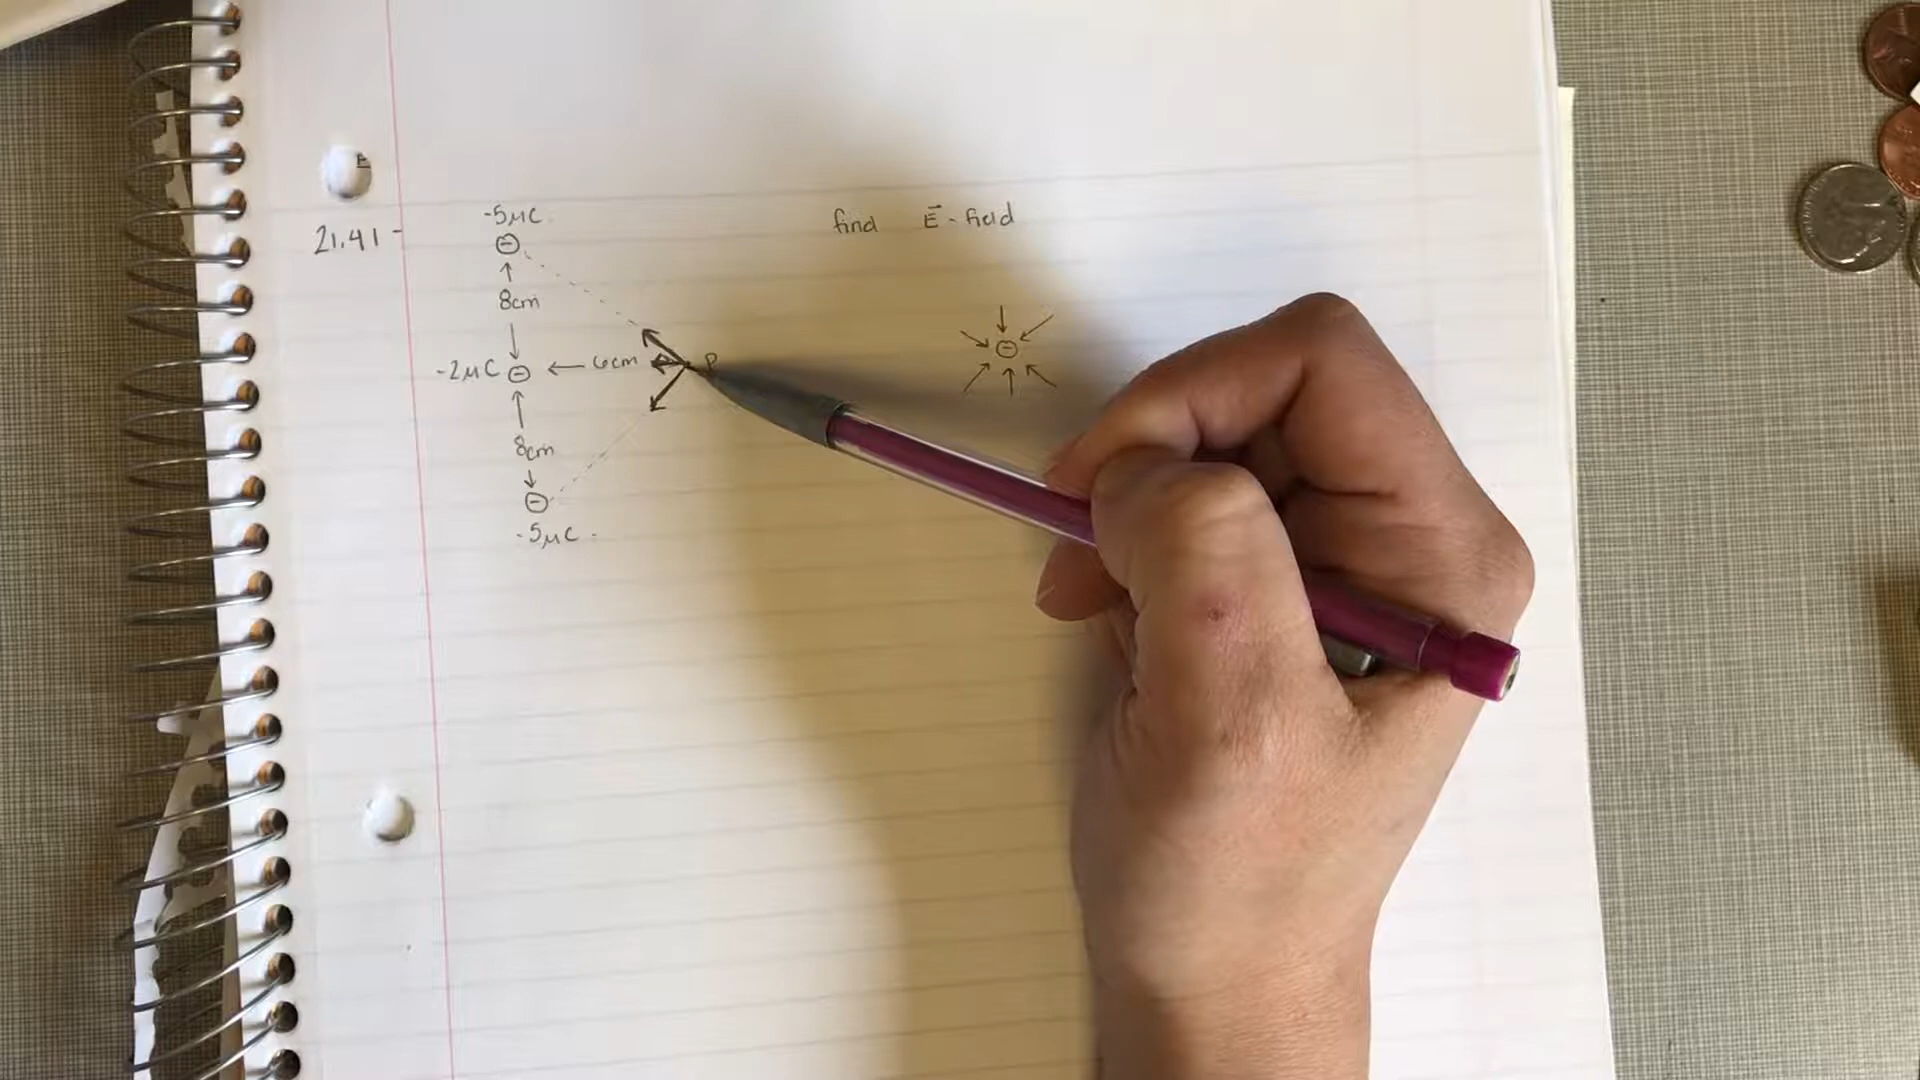 E
21.41 -
-5μC.
find E⃗ - field
8cm
-2μC
6cm
P
8cm
-5μC.